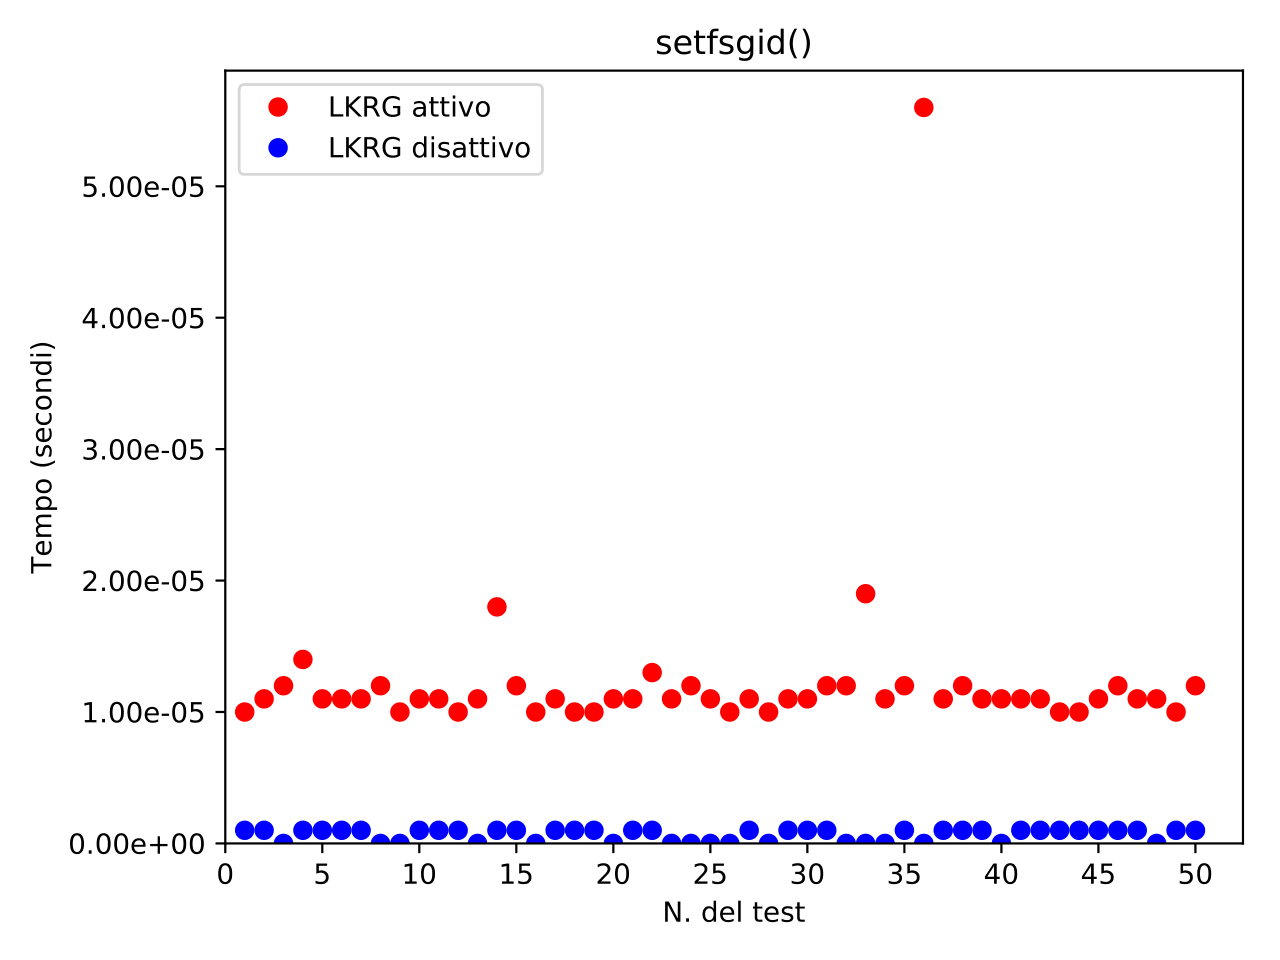 setfsgid()
LKRG attivo
LKRG disattivo
5.00e-05
4.00e-05
3.00e-05
2.00e-05
1.00e-05
0.00e+00
Tempo (secondi)
0 5 10 15 20 25 30 35 40 45 50
N. del test